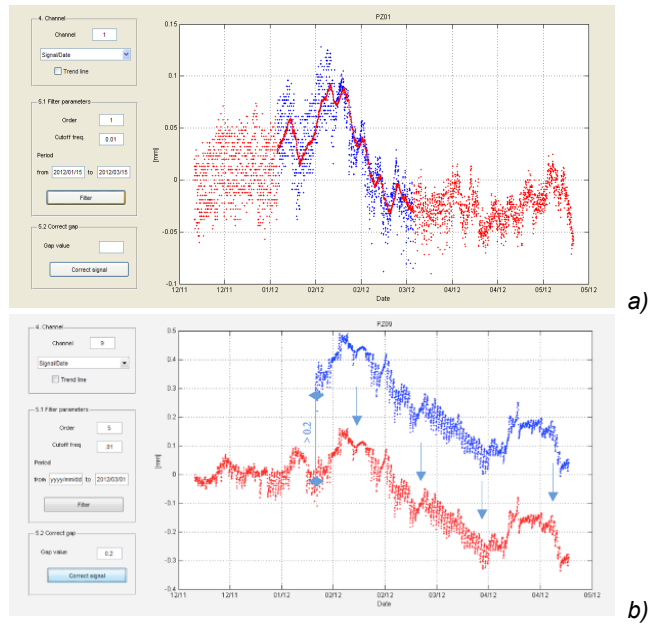 4. Channel
Channel 1
Signal/Date
Trend line
5.1 Filter parameters
Order 1
Cutoff freq. 0.01
Period
from 2012/01/15 to 2012/03/15
Filter
5.2 Correct gap
Gap value
Correct signal
PZ01
[mm]
0.15
0.1
0.05
0
-0.05
-0.1
12/11 12/11 01/12 02/12 02/12 03/12 04/12 04/12 05/12 05/12
Date
a)
4. Channel
Channel 9
Signal/Date
Trend line
5.1 Filter parameters
Order 5
Cutoff freq. .01
Period
from yyyy/mm/dd to 2012/03/01
Filter
5.2 Correct gap
Gap value 0.2
Correct signal
PZ09
[mm]
0.5
0.4
0.3
0.2
0.1
0
-0.1
-0.2
-0.3
-0.4
> 0.2
12/11 12/11 01/12 02/12 02/12 03/12 04/12 04/12 05/12
Date
b)